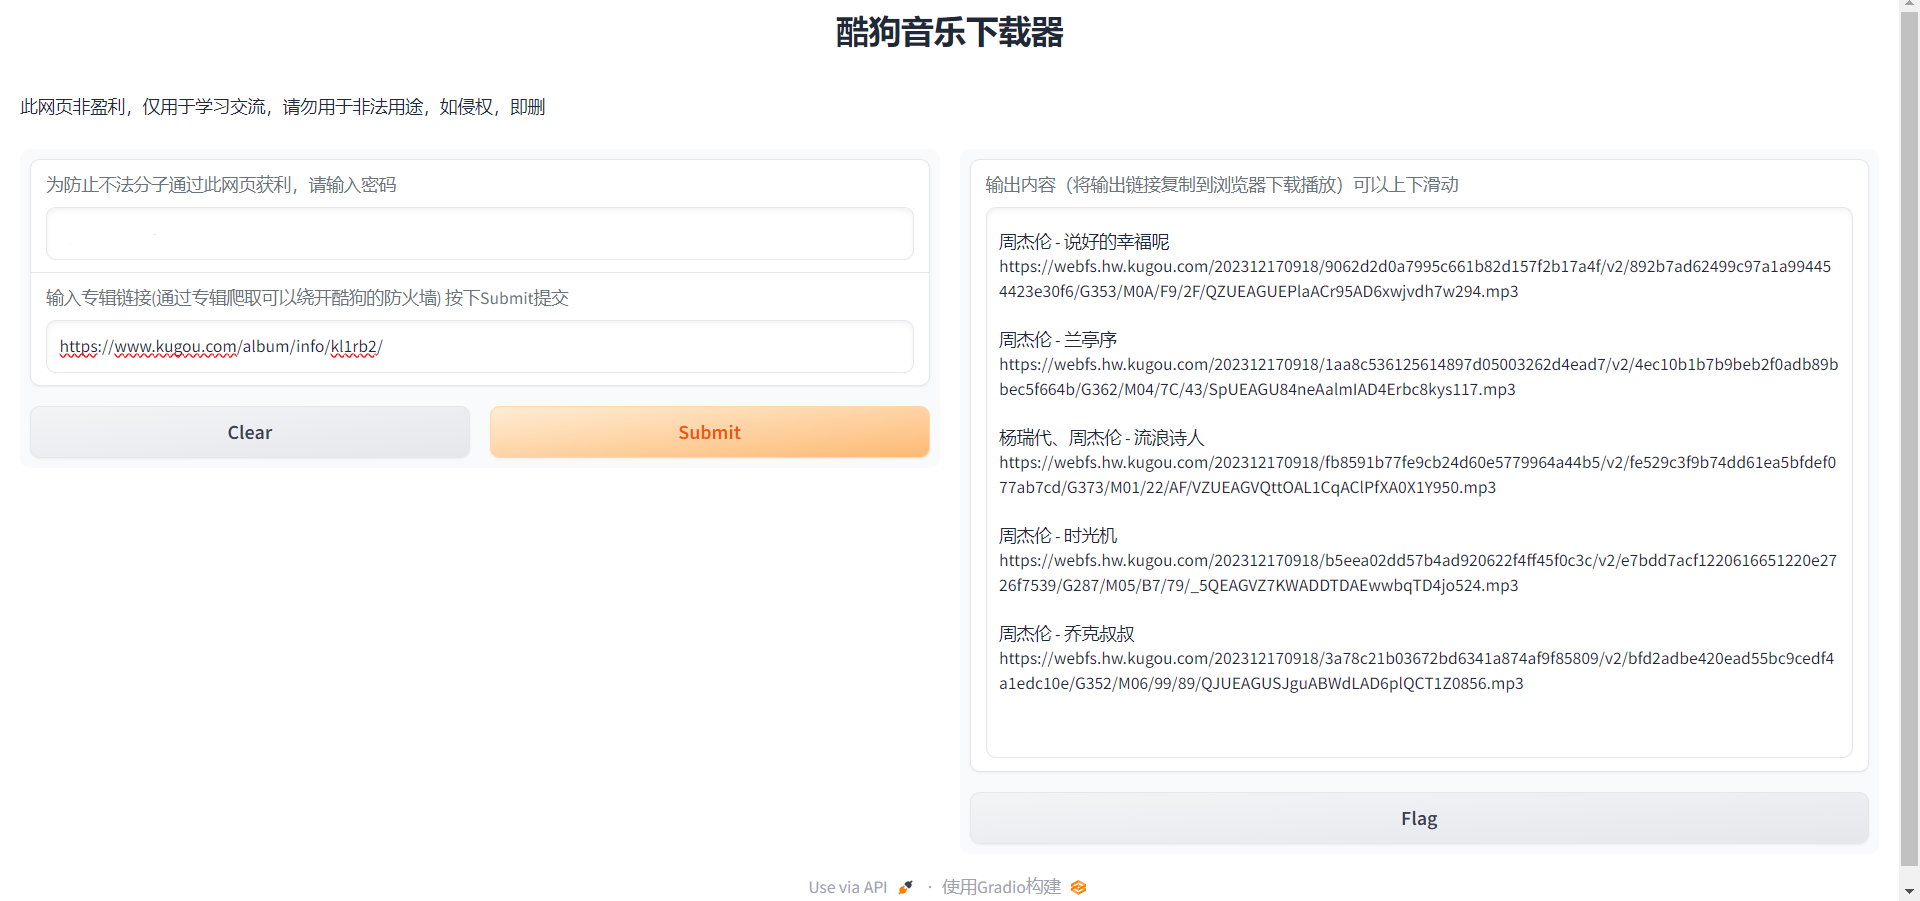 酷狗音乐下载器
此网页非盈利，仅用于学习交流，请勿用于非法用途，如侵权，即删
为防止不法分子通过此网页获利，请输入密码
输入专辑链接(通过专辑爬取可以绕开酷狗的防火墙) 按下Submit提交
https://www.kugou.com/album/info/kl1rb2/
Clear
Submit
输出内容（将输出链接复制到浏览器下载播放）可以上下滑动
周杰伦 - 说好的幸福呢
https://webfs.hw.kugou.com/202312170918/9062d2d0a7995c661b82d157f2b17a4f/v2/892b7ad62499c97a1a99445
4423e30f6/G353/M0A/F9/2F/QZUEAGUEPlaACr95AD6xwjvdh7w294.mp3
周杰伦 - 兰亭序
https://webfs.hw.kugou.com/202312170918/1aa8c536125614897d05003262d4ead7/v2/4ec10b1b7b9beb2f0adb89b
bec5f664b/G362/M04/7C/43/SpUEAGU84neAalmIAD4Erbc8kys117.mp3
杨瑞代、周杰伦 - 流浪诗人
https://webfs.hw.kugou.com/202312170918/fb8591b77fe9cb24d60e5779964a44b5/v2/fe529c3f9b74dd61ea5bfdef0
77ab7cd/G373/M01/22/AF/VZUEAGVQttOAL1CqAClPfXA0X1Y950.mp3
周杰伦 - 时光机
https://webfs.hw.kugou.com/202312170918/b5eea02dd57b4ad920622f4ff45f0c3c/v2/e7bdd7acf1220616651220e27
26f7539/G287/M05/B7/79/_5QEAGVZ7KWADDTDAEwwbqTD4jo524.mp3
周杰伦 - 乔克叔叔
https://webfs.hw.kugou.com/202312170918/3a78c21b03672bd6341a874af9f85809/v2/bfd2adbe420ead55bc9cedf4
a1edc10e/G352/M06/99/89/QJUEAGUSJguABWdLAD6plQCT1Z0856.mp3
Flag
Use via API · 使用Gradio构建